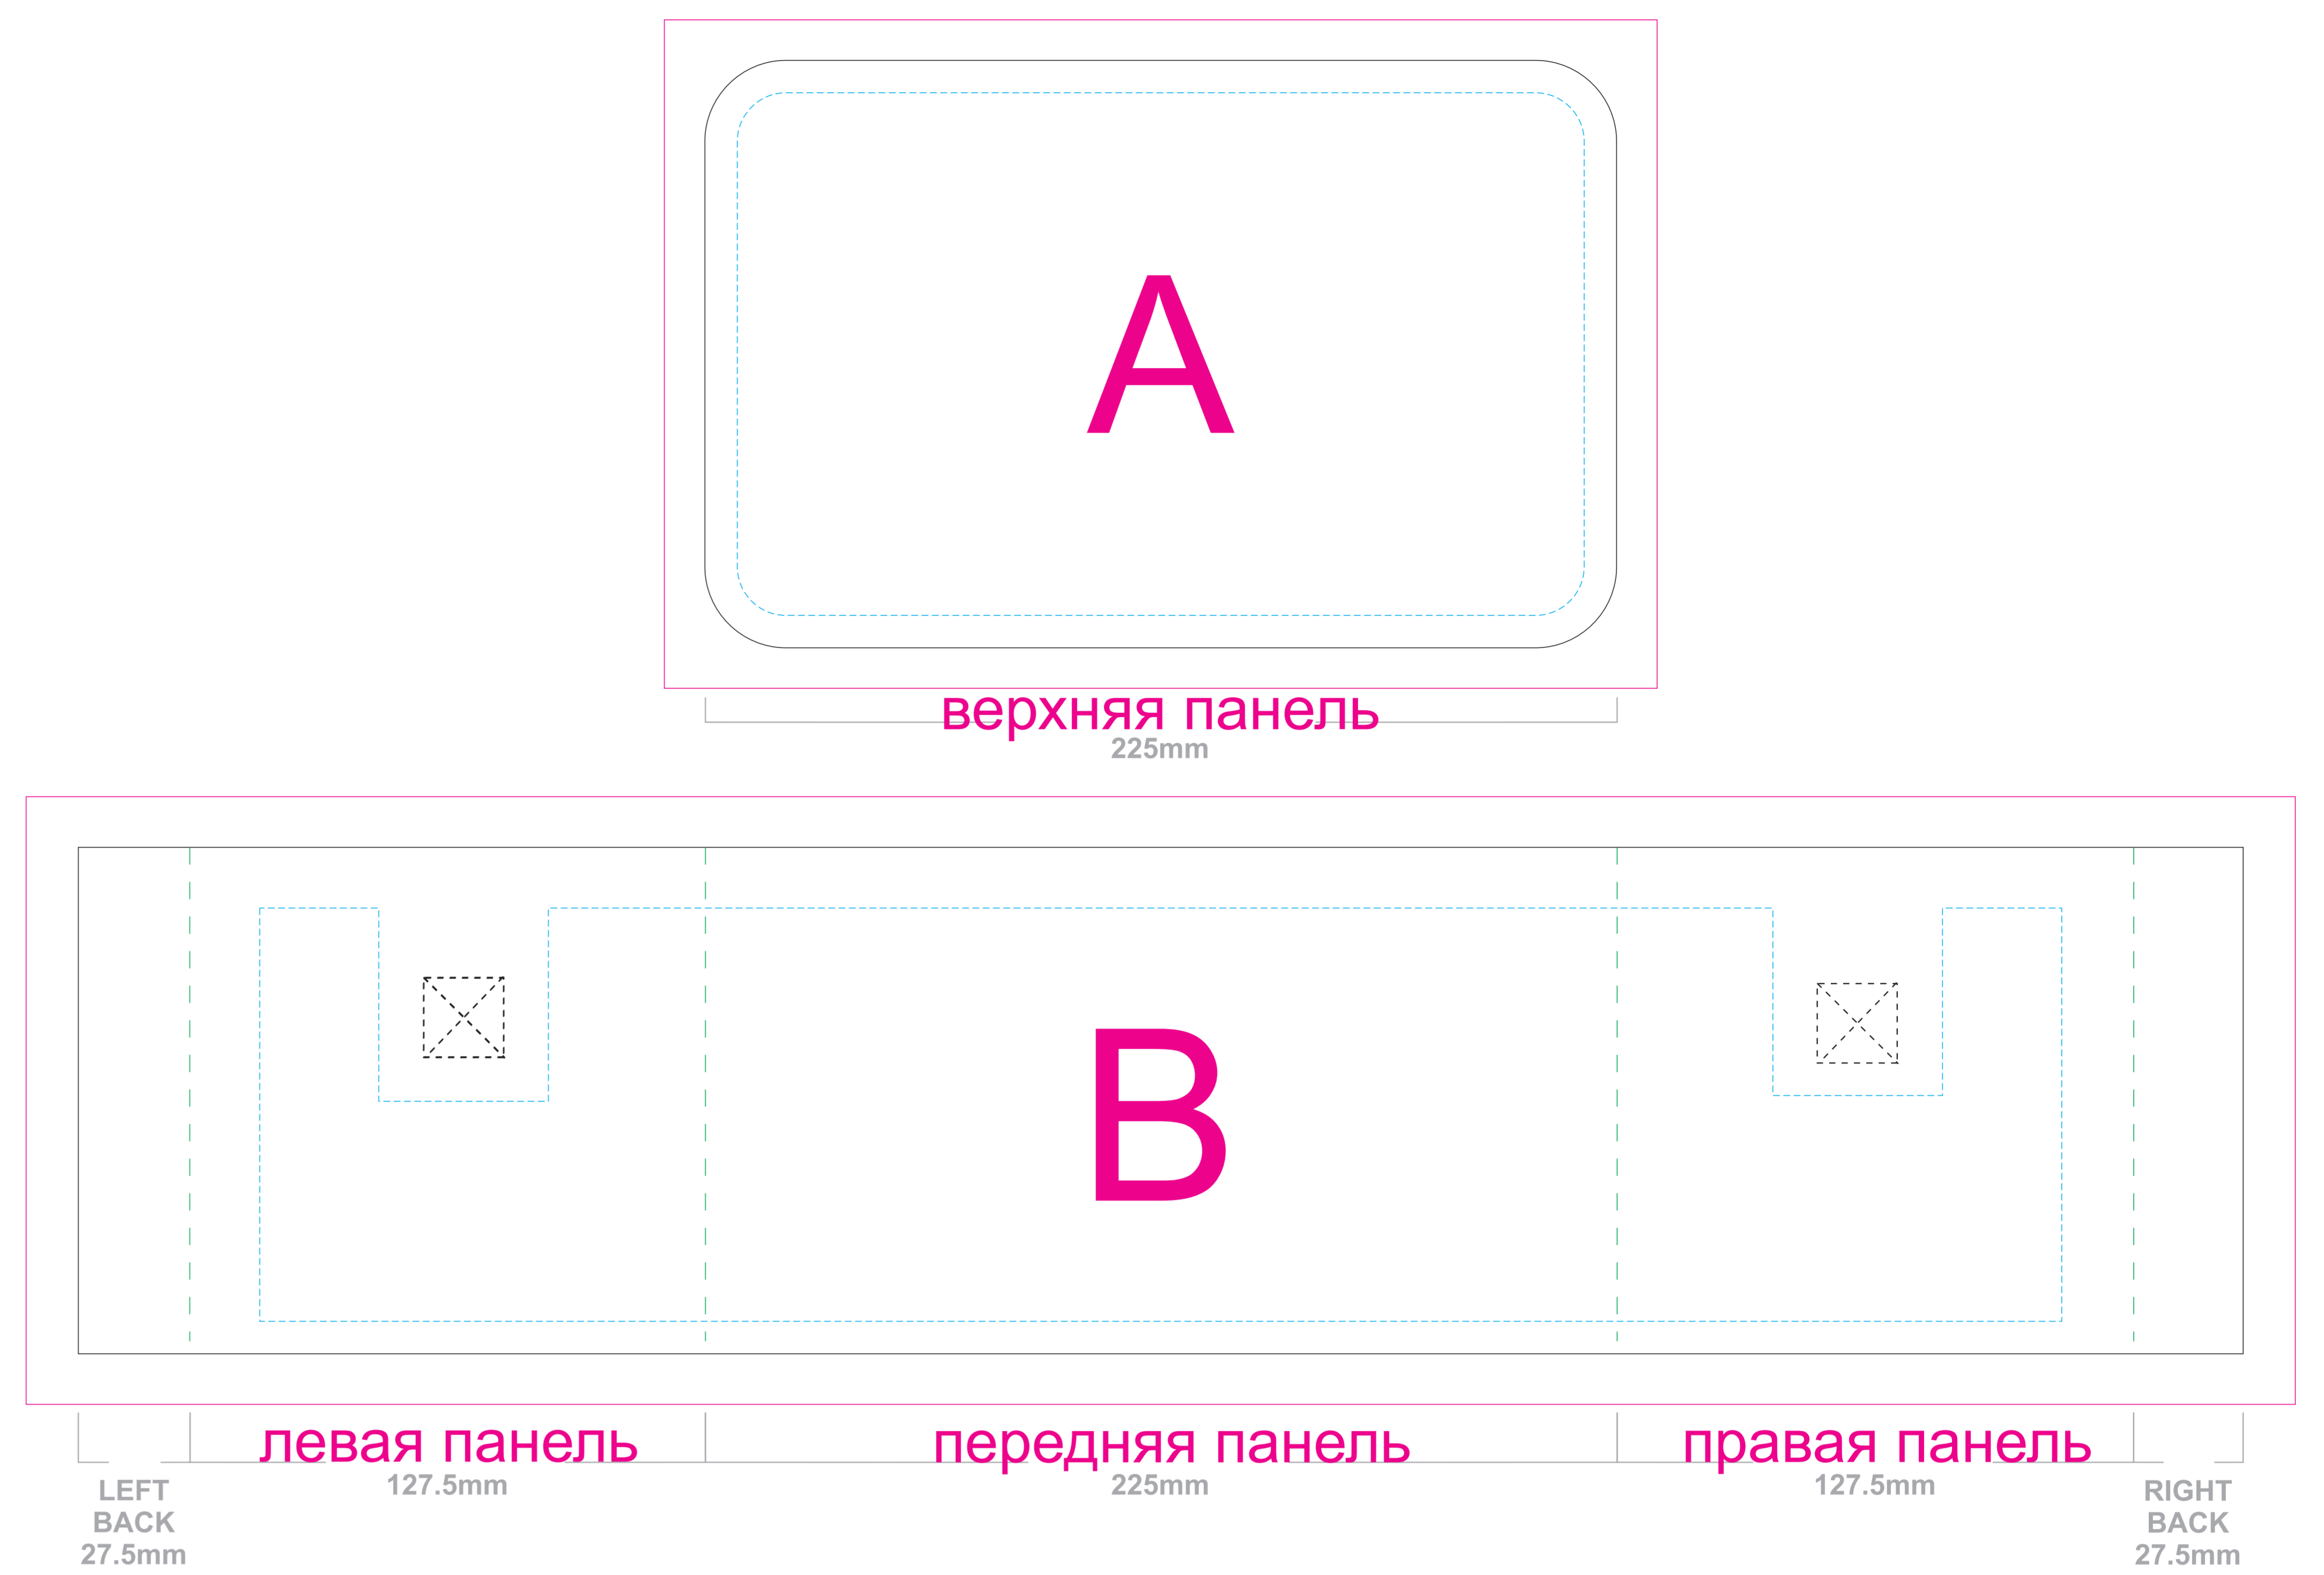 A
верхняя панель
225mm
B
левая панель
127.5mm
передняя панель
225mm
правая панель
127.5mm
LEFT
BACK
27.5mm
RIGHT
BACK
27.5mm